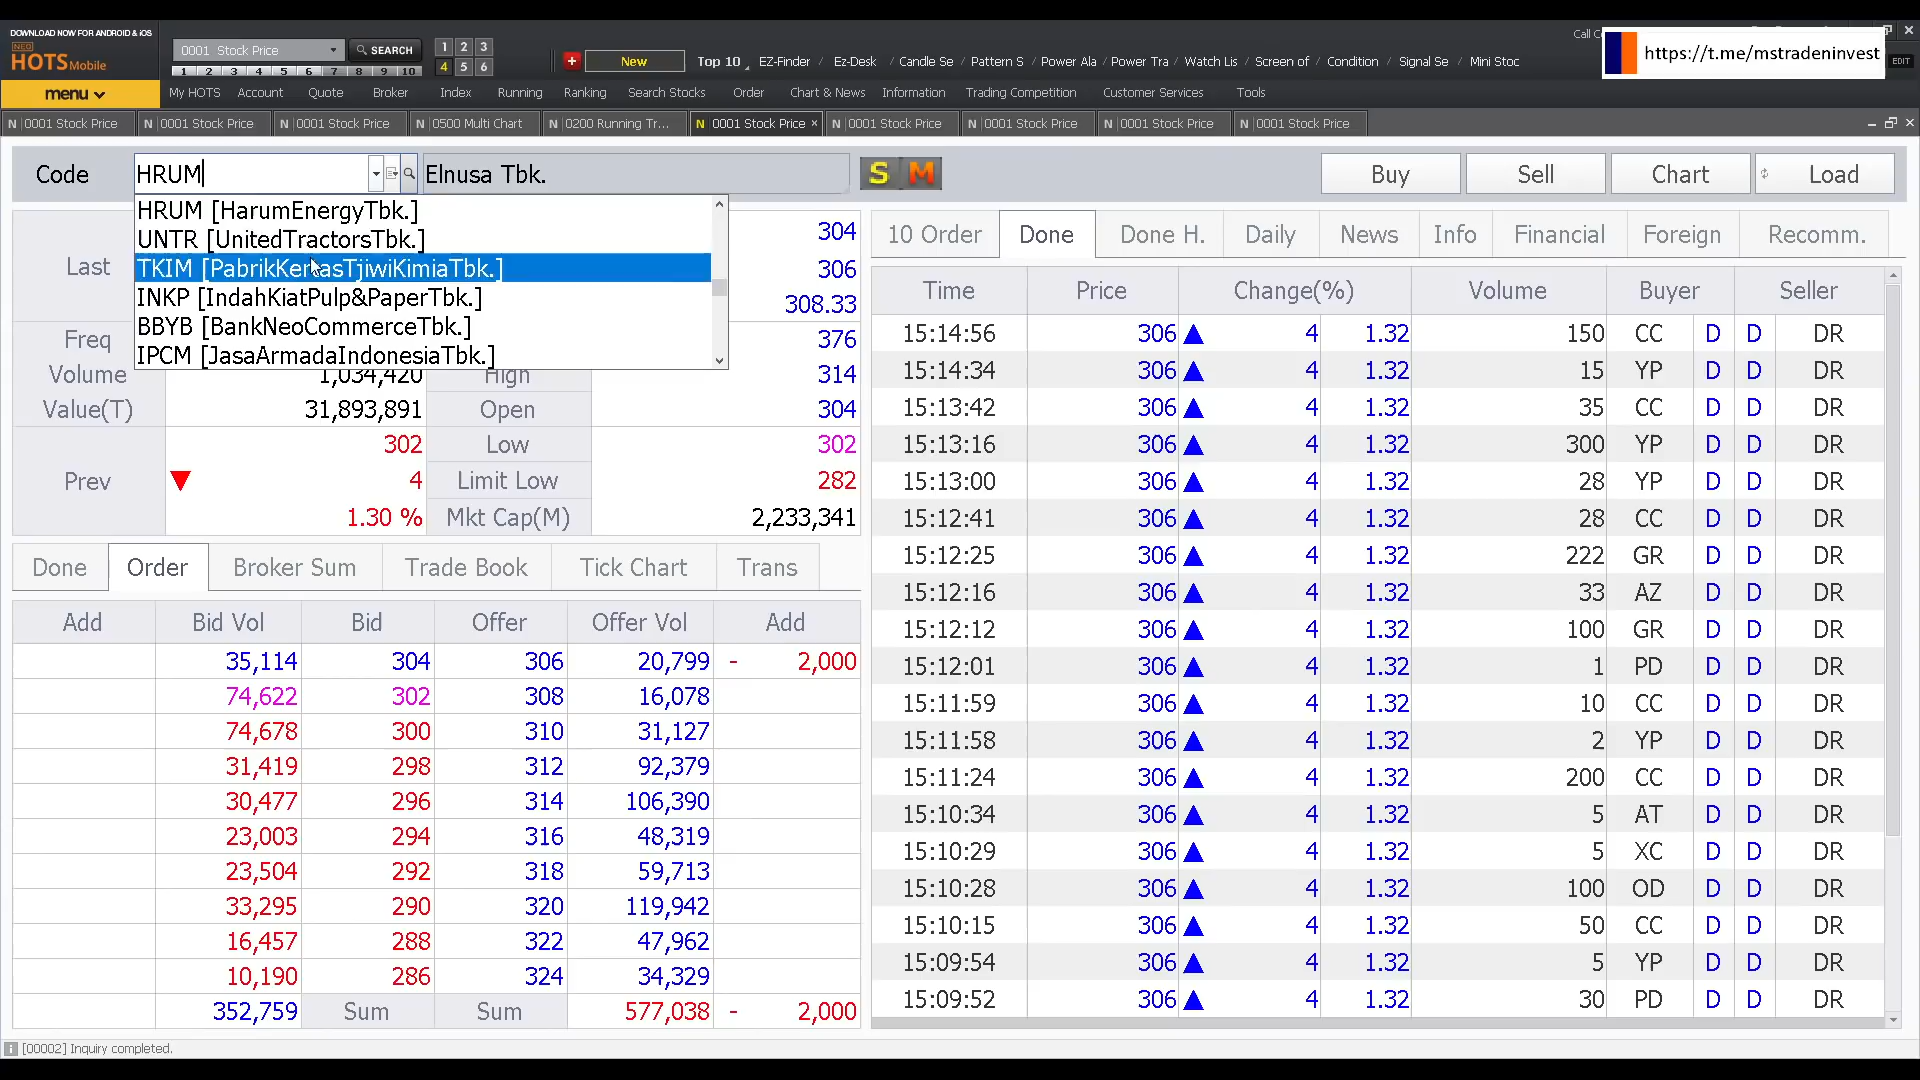 DOWNLOAD NOW FOR ANDROID & iOS
NEO
HOTS Mobile
menu
0001 Stock Price
SEARCH
1 2 3
4 5 6
1 2 3 4 5 6 7 8 9 10
New
Top 10 EZ-Finder / Ez-Desk / Candle Se / Pattern S / Power Ala / Power Tra / Watch Lis / Screen of / Condition / Signal Se / Mini Stoc
https://t.me/mstradeninvest
EDIT
My HOTS Account Quote Broker Index Running Ranking Search Stocks Order Chart & News Information Trading Competition Customer Services Tools
N 0001 Stock Price N 0001 Stock Price N 0001 Stock Price N 0500 Multi Chart N 0200 Running Tr... N 0001 Stock Price × N 0001 Stock Price N 0001 Stock Price N 0001 Stock Price N 0001 Stock Price
Code HRUM Elnusa Tbk. S M Buy Sell Chart Load
HRUM [HarumEnergyTbk.]
UNTR [UnitedTractorsTbk.]
INKP [IndahKiatPulp&PaperTbk.]
BBYB [BankNeoCommerceTbk.]
IPCM [JasaArmadaIndonesiaTbk.]
Last 304
306
308.33
Freq 376
Volume 1,034,420 High 314
Value(T) 31,893,891 Open 304
302 Low 302
Prev ▼ 4 Limit Low 282
1.30 % Mkt Cap(M) 2,233,341
Done Order Broker Sum Trade Book Tick Chart Trans
Add Bid Vol Bid Offer Offer Vol Add
35,114 304 306 20,799 - 2,000
74,622 302 308 16,078
74,678 300 310 31,127
31,419 298 312 92,379
30,477 296 314 106,390
23,003 294 316 48,319
23,504 292 318 59,713
33,295 290 320 119,942
16,457 288 322 47,962
10,190 286 324 34,329
352,759 Sum Sum 577,038 - 2,000
10 Order Done Done H. Daily News Info Financial Foreign Recomm.
Time Price Change(%) Volume Buyer Seller
15:14:56 306 ▲ 4 1.32 150 CC D D DR
15:14:34 306 ▲ 4 1.32 15 YP D D DR
15:13:42 306 ▲ 4 1.32 35 CC D D DR
15:13:16 306 ▲ 4 1.32 300 YP D D DR
15:13:00 306 ▲ 4 1.32 28 YP D D DR
15:12:41 306 ▲ 4 1.32 28 CC D D DR
15:12:25 306 ▲ 4 1.32 222 GR D D DR
15:12:16 306 ▲ 4 1.32 33 AZ D D DR
15:12:12 306 ▲ 4 1.32 100 GR D D DR
15:12:01 306 ▲ 4 1.32 1 PD D D DR
15:11:59 306 ▲ 4 1.32 10 CC D D DR
15:11:58 306 ▲ 4 1.32 2 YP D D DR
15:11:24 306 ▲ 4 1.32 200 CC D D DR
15:10:34 306 ▲ 4 1.32 5 AT D D DR
15:10:29 306 ▲ 4 1.32 5 XC D D DR
15:10:28 306 ▲ 4 1.32 100 OD D D DR
15:10:15 306 ▲ 4 1.32 50 CC D D DR
15:09:54 306 ▲ 4 1.32 5 YP D D DR
15:09:52 306 ▲ 4 1.32 30 PD D D DR
[00002] Inquiry completed.